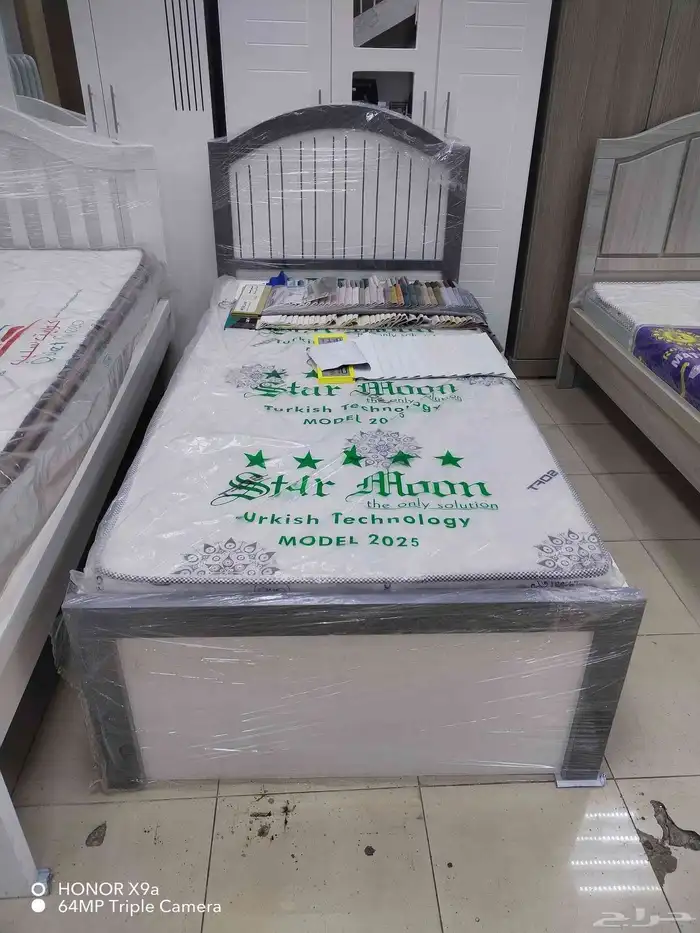 Star Moon
the only
Turkish Technology
MODEL 20
Star Moon
the only solution
urkish Technology
MODEL 2025
SOFT
HONOR X9a
64MP Triple Camera
حراج